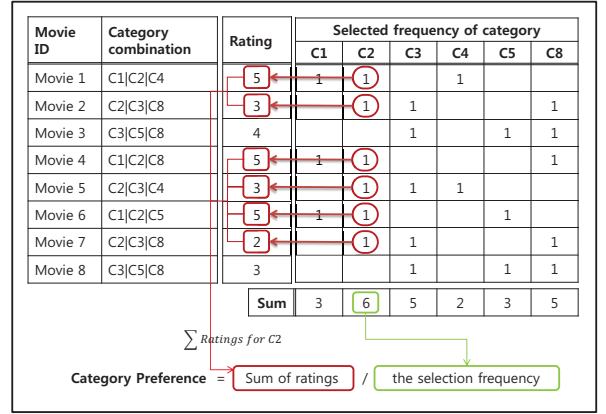 Movie ID Category combination Rating Selected frequency of category
C1 C2 C3 C4 C5 C8
Movie 1 C1|C2|C4 5 1 1 1
Movie 2 C2|C3|C8 3 1 1 1
Movie 3 C3|C5|C8 4 1 1 1
Movie 4 C1|C2|C8 5 1 1 1
Movie 5 C2|C3|C4 3 1 1 1
Movie 6 C1|C2|C5 5 1 1 1
Movie 7 C2|C3|C8 2 1 1 1
Movie 8 C3|C5|C8 3 1 1 1
Sum 3 6 5 2 3 5
∑ Ratings for C2
Category Preference = Sum of ratings / the selection frequency